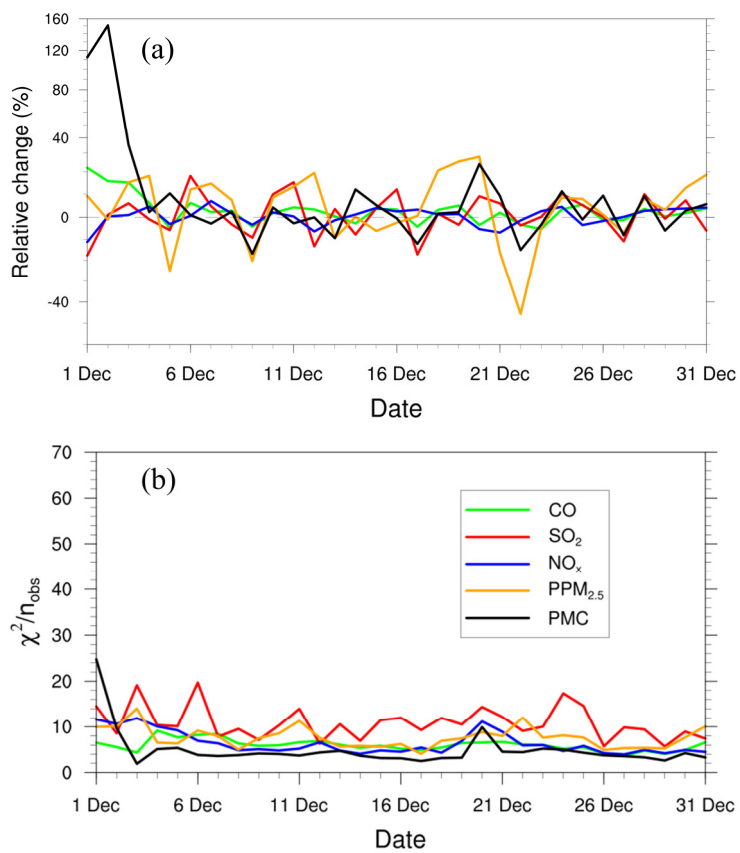 (a)
Relative change (%)
160
120
80
40
0
-40
1 Dec 6 Dec 11 Dec 16 Dec 21 Dec 26 Dec 31 Dec
Date
(b)
χ²/n_obs
70
60
50
40
30
20
10
0
CO
SO₂
NOₓ
PPM₂.₅
PMC
1 Dec 6 Dec 11 Dec 16 Dec 21 Dec 26 Dec 31 Dec
Date